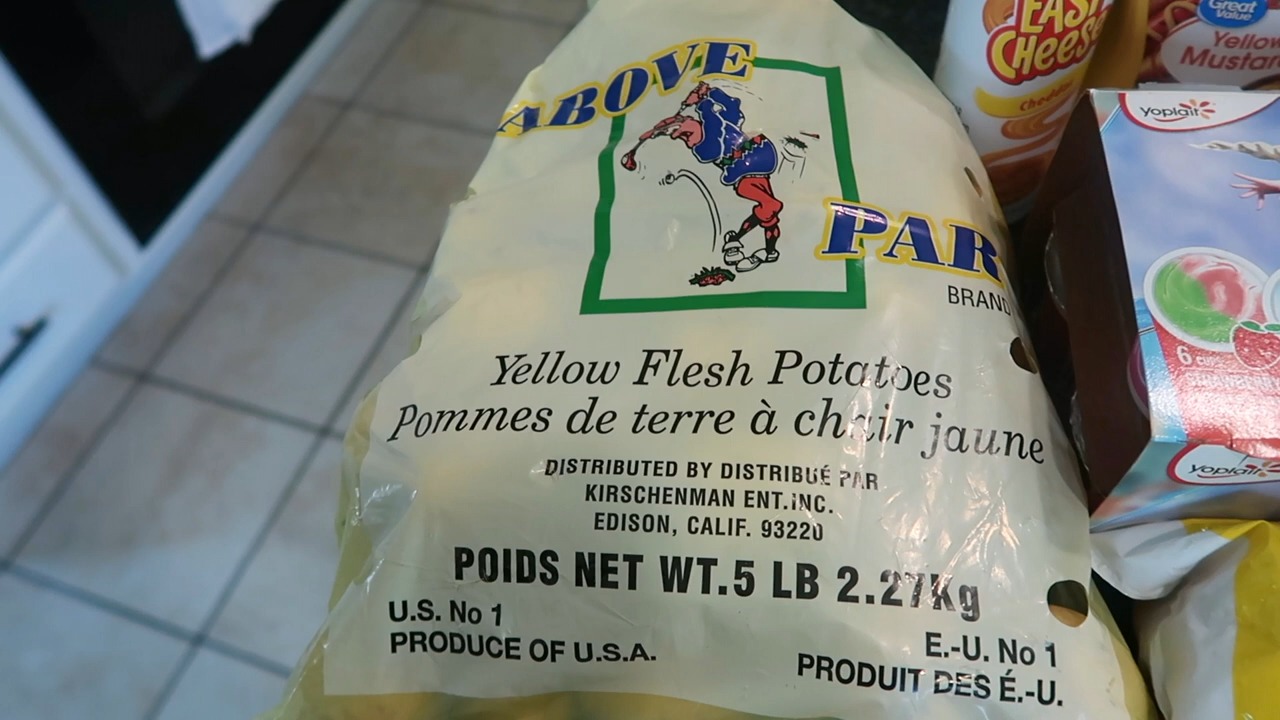 ABOVE
PAR
BRAND
Yellow Flesh Potatoes
Pommes de terre à chair jaune
DISTRIBUTED BY DISTRIBUÉ PAR
KIRSCHENMAN ENT.INC.
EDISON, CALIF. 93220
POIDS NET WT.5 LB 2.27Kg
U.S. No 1
PRODUCE OF U.S.A.
E.-U. No 1
PRODUIT DES É.-U.
EASY
CHEESE
Cheddar
Great
Value
Yellow
Mustard
yoplait
6
yoplait